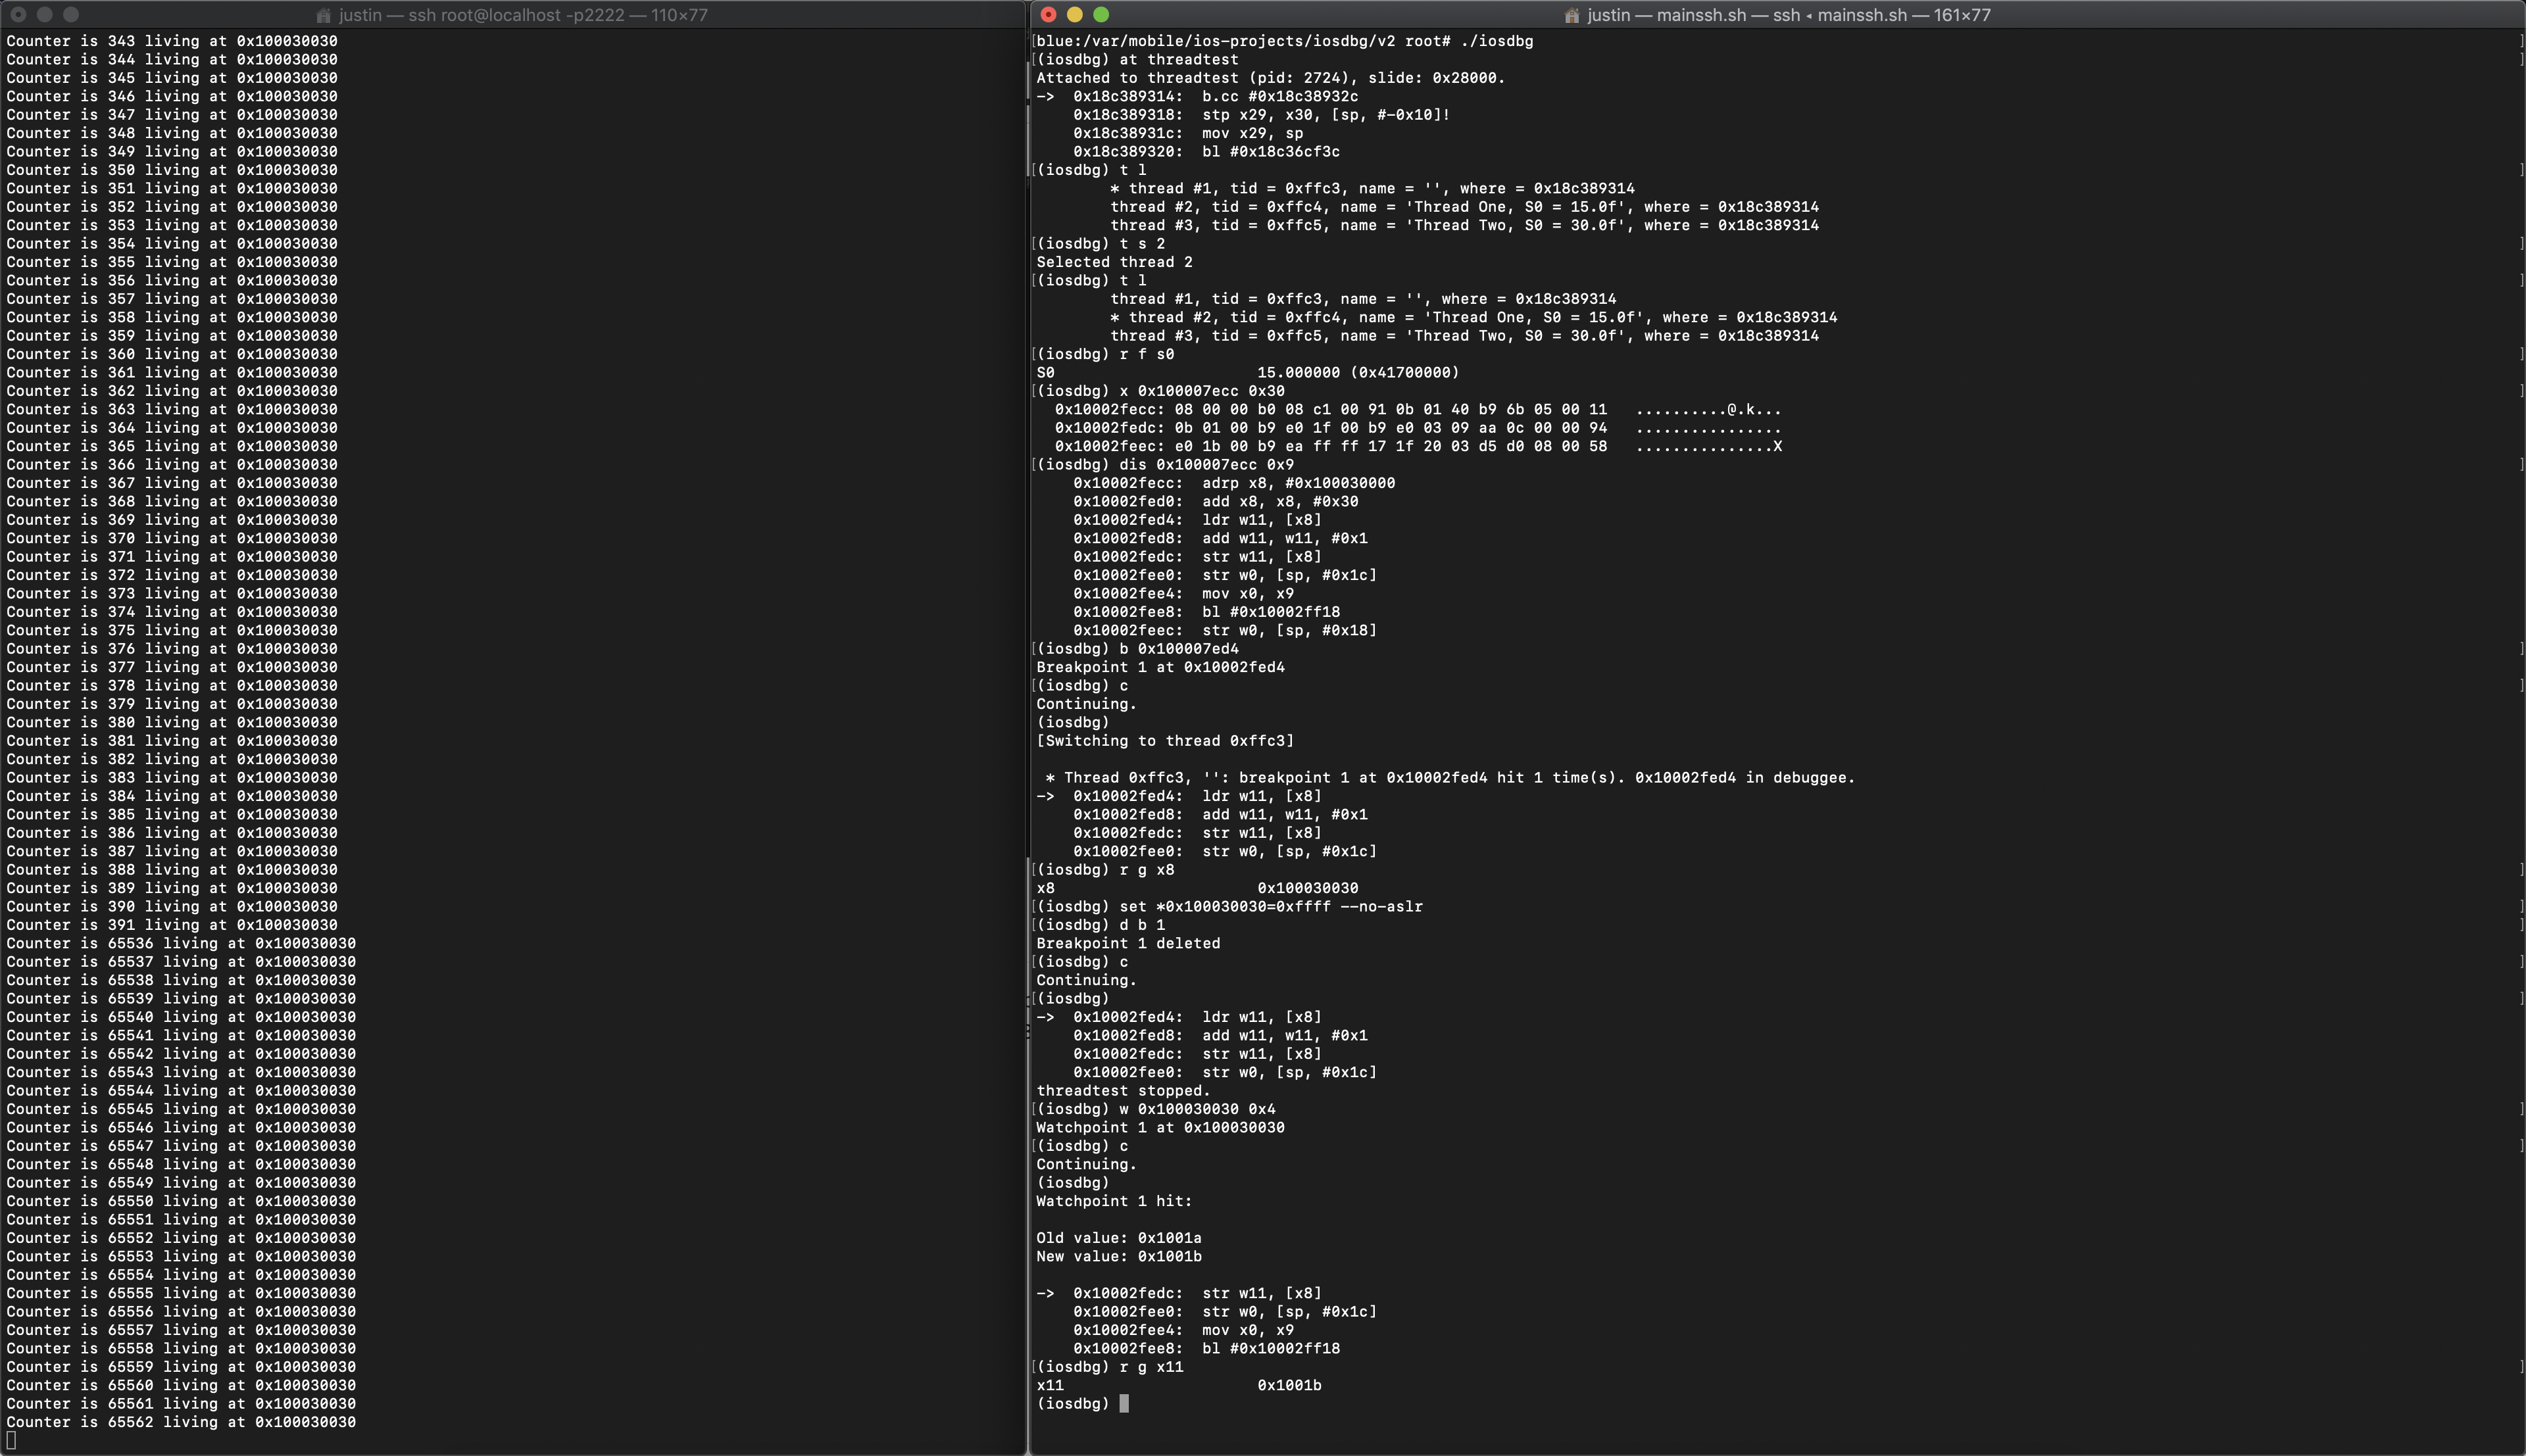 justin — ssh root@localhost -p2222 — 110×77
Counter is 343 living at 0x100030030
Counter is 344 living at 0x100030030
Counter is 345 living at 0x100030030
Counter is 346 living at 0x100030030
Counter is 347 living at 0x100030030
Counter is 348 living at 0x100030030
Counter is 349 living at 0x100030030
Counter is 350 living at 0x100030030
Counter is 351 living at 0x100030030
Counter is 352 living at 0x100030030
Counter is 353 living at 0x100030030
Counter is 354 living at 0x100030030
Counter is 355 living at 0x100030030
Counter is 356 living at 0x100030030
Counter is 357 living at 0x100030030
Counter is 358 living at 0x100030030
Counter is 359 living at 0x100030030
Counter is 360 living at 0x100030030
Counter is 361 living at 0x100030030
Counter is 362 living at 0x100030030
Counter is 363 living at 0x100030030
Counter is 364 living at 0x100030030
Counter is 365 living at 0x100030030
Counter is 366 living at 0x100030030
Counter is 367 living at 0x100030030
Counter is 368 living at 0x100030030
Counter is 369 living at 0x100030030
Counter is 370 living at 0x100030030
Counter is 371 living at 0x100030030
Counter is 372 living at 0x100030030
Counter is 373 living at 0x100030030
Counter is 374 living at 0x100030030
Counter is 375 living at 0x100030030
Counter is 376 living at 0x100030030
Counter is 377 living at 0x100030030
Counter is 378 living at 0x100030030
Counter is 379 living at 0x100030030
Counter is 380 living at 0x100030030
Counter is 381 living at 0x100030030
Counter is 382 living at 0x100030030
Counter is 383 living at 0x100030030
Counter is 384 living at 0x100030030
Counter is 385 living at 0x100030030
Counter is 386 living at 0x100030030
Counter is 387 living at 0x100030030
Counter is 388 living at 0x100030030
Counter is 389 living at 0x100030030
Counter is 390 living at 0x100030030
Counter is 391 living at 0x100030030
Counter is 65536 living at 0x100030030
Counter is 65537 living at 0x100030030
Counter is 65538 living at 0x100030030
Counter is 65539 living at 0x100030030
Counter is 65540 living at 0x100030030
Counter is 65541 living at 0x100030030
Counter is 65542 living at 0x100030030
Counter is 65543 living at 0x100030030
Counter is 65544 living at 0x100030030
Counter is 65545 living at 0x100030030
Counter is 65546 living at 0x100030030
Counter is 65547 living at 0x100030030
Counter is 65548 living at 0x100030030
Counter is 65549 living at 0x100030030
Counter is 65550 living at 0x100030030
Counter is 65551 living at 0x100030030
Counter is 65552 living at 0x100030030
Counter is 65553 living at 0x100030030
Counter is 65554 living at 0x100030030
Counter is 65555 living at 0x100030030
Counter is 65556 living at 0x100030030
Counter is 65557 living at 0x100030030
Counter is 65558 living at 0x100030030
Counter is 65559 living at 0x100030030
Counter is 65560 living at 0x100030030
Counter is 65561 living at 0x100030030
Counter is 65562 living at 0x100030030
justin — mainssh.sh — ssh ◂ mainssh.sh — 161×77
[blue:/var/mobile/ios-projects/iosdbg/v2 root# ./iosdbg ]
[(iosdbg) at threadtest ]
Attached to threadtest (pid: 2724), slide: 0x28000.
->  0x18c389314:  b.cc #0x18c38932c
    0x18c389318:  stp x29, x30, [sp, #-0x10]!
    0x18c38931c:  mov x29, sp
    0x18c389320:  bl #0x18c36cf3c
[(iosdbg) t l ]
        * thread #1, tid = 0xffc3, name = '', where = 0x18c389314
        thread #2, tid = 0xffc4, name = 'Thread One, S0 = 15.0f', where = 0x18c389314
        thread #3, tid = 0xffc5, name = 'Thread Two, S0 = 30.0f', where = 0x18c389314
[(iosdbg) t s 2 ]
Selected thread 2
[(iosdbg) t l ]
        thread #1, tid = 0xffc3, name = '', where = 0x18c389314
        * thread #2, tid = 0xffc4, name = 'Thread One, S0 = 15.0f', where = 0x18c389314
        thread #3, tid = 0xffc5, name = 'Thread Two, S0 = 30.0f', where = 0x18c389314
[(iosdbg) r f s0 ]
S0                      15.000000 (0x41700000)
[(iosdbg) x 0x100007ecc 0x30 ]
  0x10002fecc: 08 00 00 b0 08 c1 00 91 0b 01 40 b9 6b 05 00 11   ..........@.k...
  0x10002fedc: 0b 01 00 b9 e0 1f 00 b9 e0 03 09 aa 0c 00 00 94   ................
  0x10002feec: e0 1b 00 b9 ea ff ff 17 1f 20 03 d5 d0 08 00 58   ...............X
[(iosdbg) dis 0x100007ecc 0x9 ]
    0x10002fecc:  adrp x8, #0x100030000
    0x10002fed0:  add x8, x8, #0x30
    0x10002fed4:  ldr w11, [x8]
    0x10002fed8:  add w11, w11, #0x1
    0x10002fedc:  str w11, [x8]
    0x10002fee0:  str w0, [sp, #0x1c]
    0x10002fee4:  mov x0, x9
    0x10002fee8:  bl #0x10002ff18
    0x10002feec:  str w0, [sp, #0x18]
[(iosdbg) b 0x100007ed4 ]
Breakpoint 1 at 0x10002fed4
[(iosdbg) c ]
Continuing.
(iosdbg)
[Switching to thread 0xffc3]
 * Thread 0xffc3, '': breakpoint 1 at 0x10002fed4 hit 1 time(s). 0x10002fed4 in debuggee.
->  0x10002fed4:  ldr w11, [x8]
    0x10002fed8:  add w11, w11, #0x1
    0x10002fedc:  str w11, [x8]
    0x10002fee0:  str w0, [sp, #0x1c]
[(iosdbg) r g x8 ]
x8                      0x100030030
[(iosdbg) set *0x100030030=0xffff --no-aslr ]
[(iosdbg) d b 1 ]
Breakpoint 1 deleted
[(iosdbg) c ]
Continuing.
[(iosdbg) ]
->  0x10002fed4:  ldr w11, [x8]
    0x10002fed8:  add w11, w11, #0x1
    0x10002fedc:  str w11, [x8]
    0x10002fee0:  str w0, [sp, #0x1c]
threadtest stopped.
[(iosdbg) w 0x100030030 0x4 ]
Watchpoint 1 at 0x100030030
[(iosdbg) c ]
Continuing.
(iosdbg)
Watchpoint 1 hit:
Old value: 0x1001a
New value: 0x1001b
->  0x10002fedc:  str w11, [x8]
    0x10002fee0:  str w0, [sp, #0x1c]
    0x10002fee4:  mov x0, x9
    0x10002fee8:  bl #0x10002ff18
[(iosdbg) r g x11 ]
x11                     0x1001b
(iosdbg)